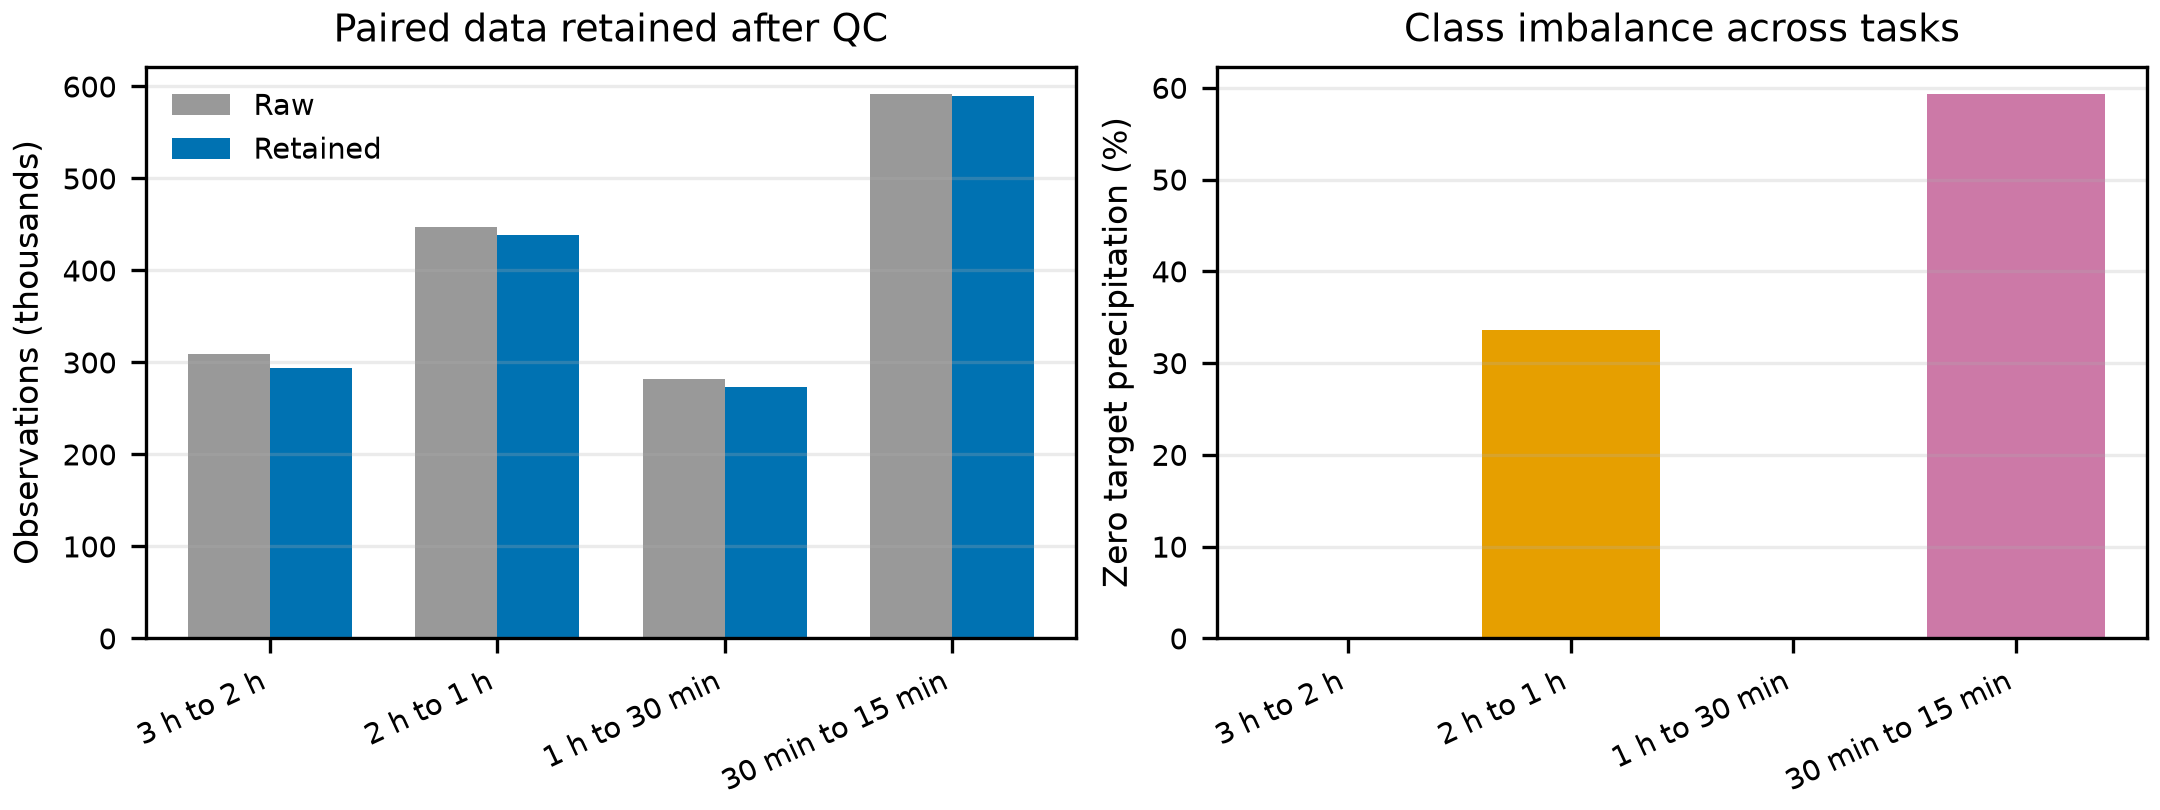 Paired data retained after QC
Observations (thousands)
600
500
400
300
200
100
0
Raw
Retained
3 h to 2 h
2 h to 1 h
1 h to 30 min
30 min to 15 min
Class imbalance across tasks
Zero target precipitation (%)
60
50
40
30
20
10
0
3 h to 2 h
2 h to 1 h
1 h to 30 min
30 min to 15 min